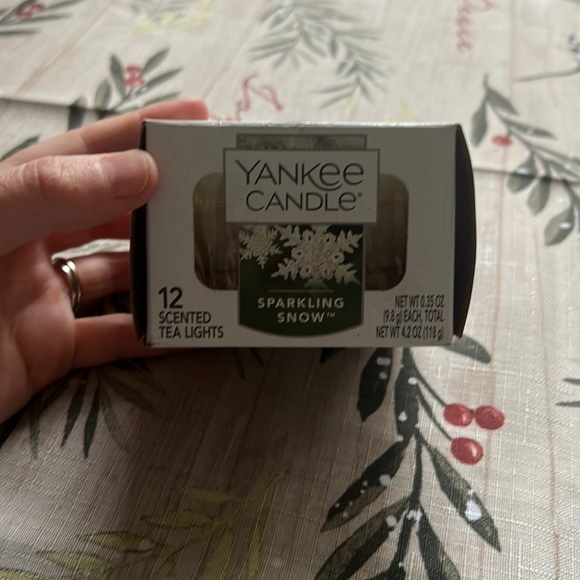 YANKEE
CANDLE®
SPARKLING
SNOW™
12
SCENTED
TEA LIGHTS
NET WT 0.35 OZ
(9.8 g) EACH, TOTAL
NET WT 4.2 OZ (118 g)